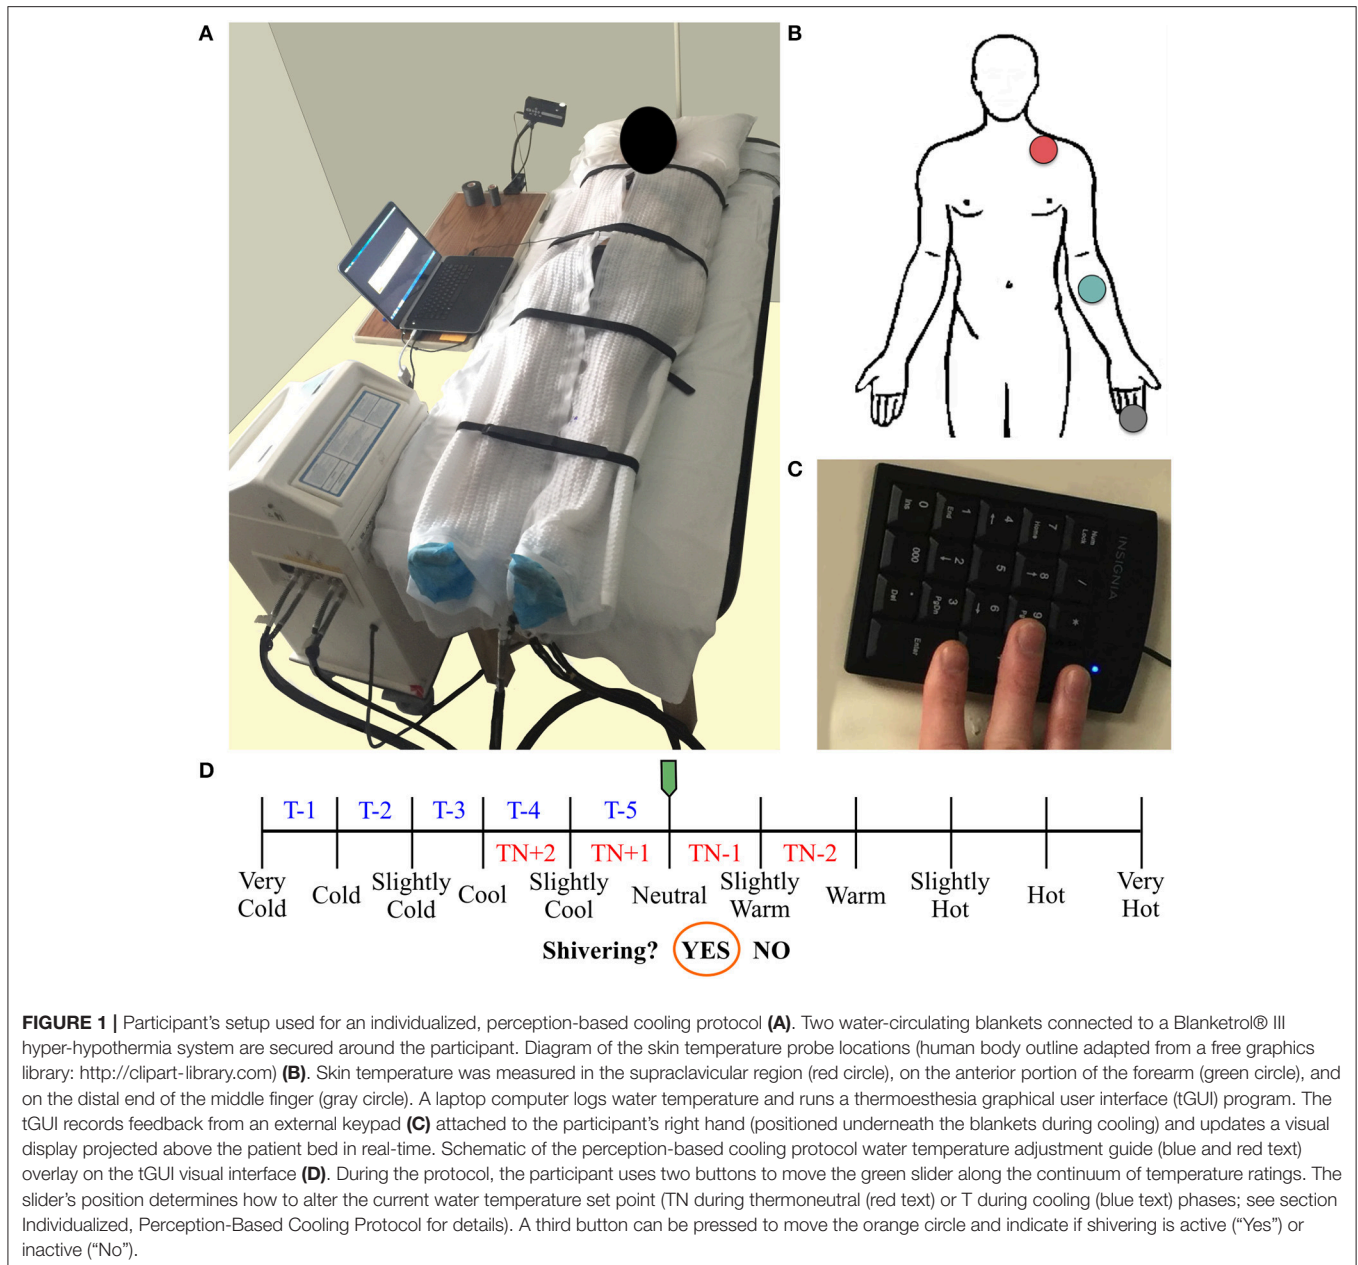 A
B
C
INSIGNIA
Num
Lock
/
*
7
Home
8
↑
9
4
←
5
6
→
1
End
2
↓
3
PgDn
0
Ins
000
.
Del
Enter
D
T-1 T-2 T-3 T-4 T-5
TN+2 TN+1 TN-1 TN-2
Very
Cold
Cold
Slightly
Cold
Cool
Slightly
Cool
Neutral
Slightly
Warm
Warm
Slightly
Hot
Hot
Very
Hot
Shivering? YES NO
FIGURE 1 | Participant's setup used for an individualized, perception-based cooling protocol (A). Two water-circulating blankets connected to a Blanketrol® III
hyper-hypothermia system are secured around the participant. Diagram of the skin temperature probe locations (human body outline adapted from a free graphics
library: http://clipart-library.com) (B). Skin temperature was measured in the supraclavicular region (red circle), on the anterior portion of the forearm (green circle), and
on the distal end of the middle finger (gray circle). A laptop computer logs water temperature and runs a thermoesthesia graphical user interface (tGUI) program. The
tGUI records feedback from an external keypad (C) attached to the participant's right hand (positioned underneath the blankets during cooling) and updates a visual
display projected above the patient bed in real-time. Schematic of the perception-based cooling protocol water temperature adjustment guide (blue and red text)
overlay on the tGUI visual interface (D). During the protocol, the participant uses two buttons to move the green slider along the continuum of temperature ratings. The
slider's position determines how to alter the current water temperature set point (TN during thermoneutral (red text) or T during cooling (blue text) phases; see section
Individualized, Perception-Based Cooling Protocol for details). A third button can be pressed to move the orange circle and indicate if shivering is active ("Yes") or
inactive ("No").